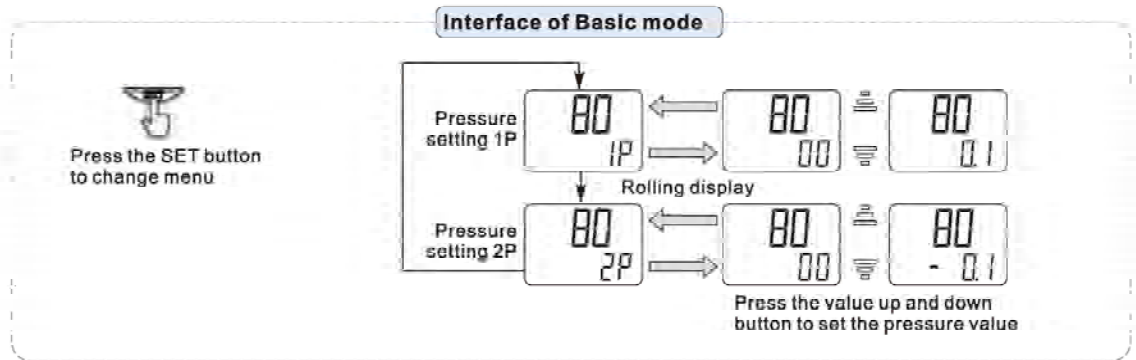 Interface of Basic mode
Press the SET button
to change menu
Pressure
setting 1P
80
1P
80
00
80
0.1
Rolling display
Pressure
setting 2P
80
2P
80
00
80
- 0.1
Press the value up and down
button to set the pressure value